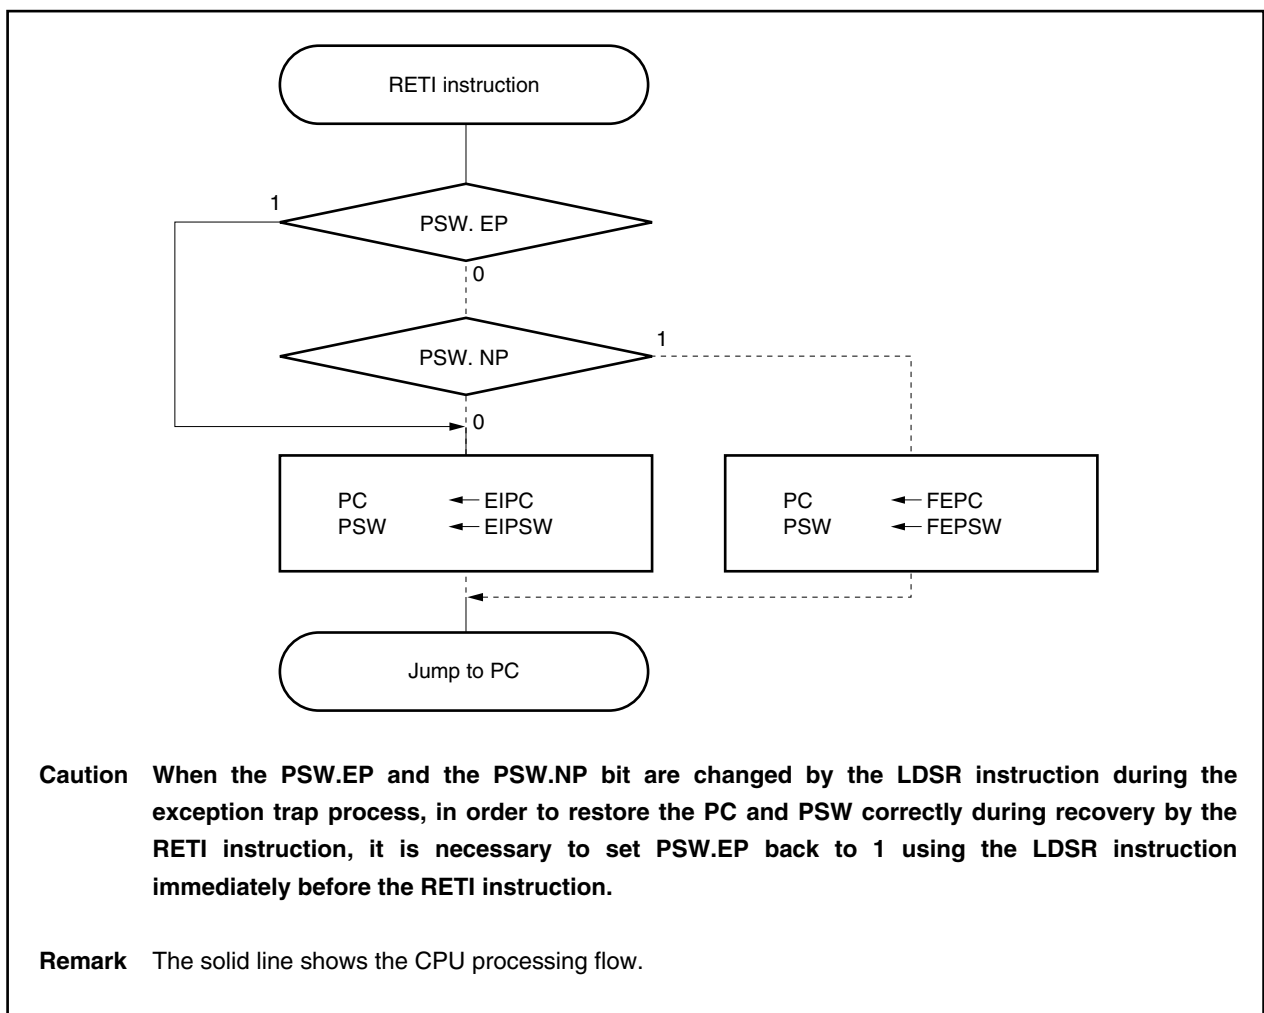 RETI instruction
1
PSW. EP
0
1
PSW. NP
0
PC ← EIPC
PSW ← EIPSW
PC ← FEPC
PSW ← FEPSW
Jump to PC
Caution When the PSW.EP and the PSW.NP bit are changed by the LDSR instruction during the
exception trap process, in order to restore the PC and PSW correctly during recovery by the
RETI instruction, it is necessary to set PSW.EP back to 1 using the LDSR instruction
immediately before the RETI instruction.
Remark The solid line shows the CPU processing flow.